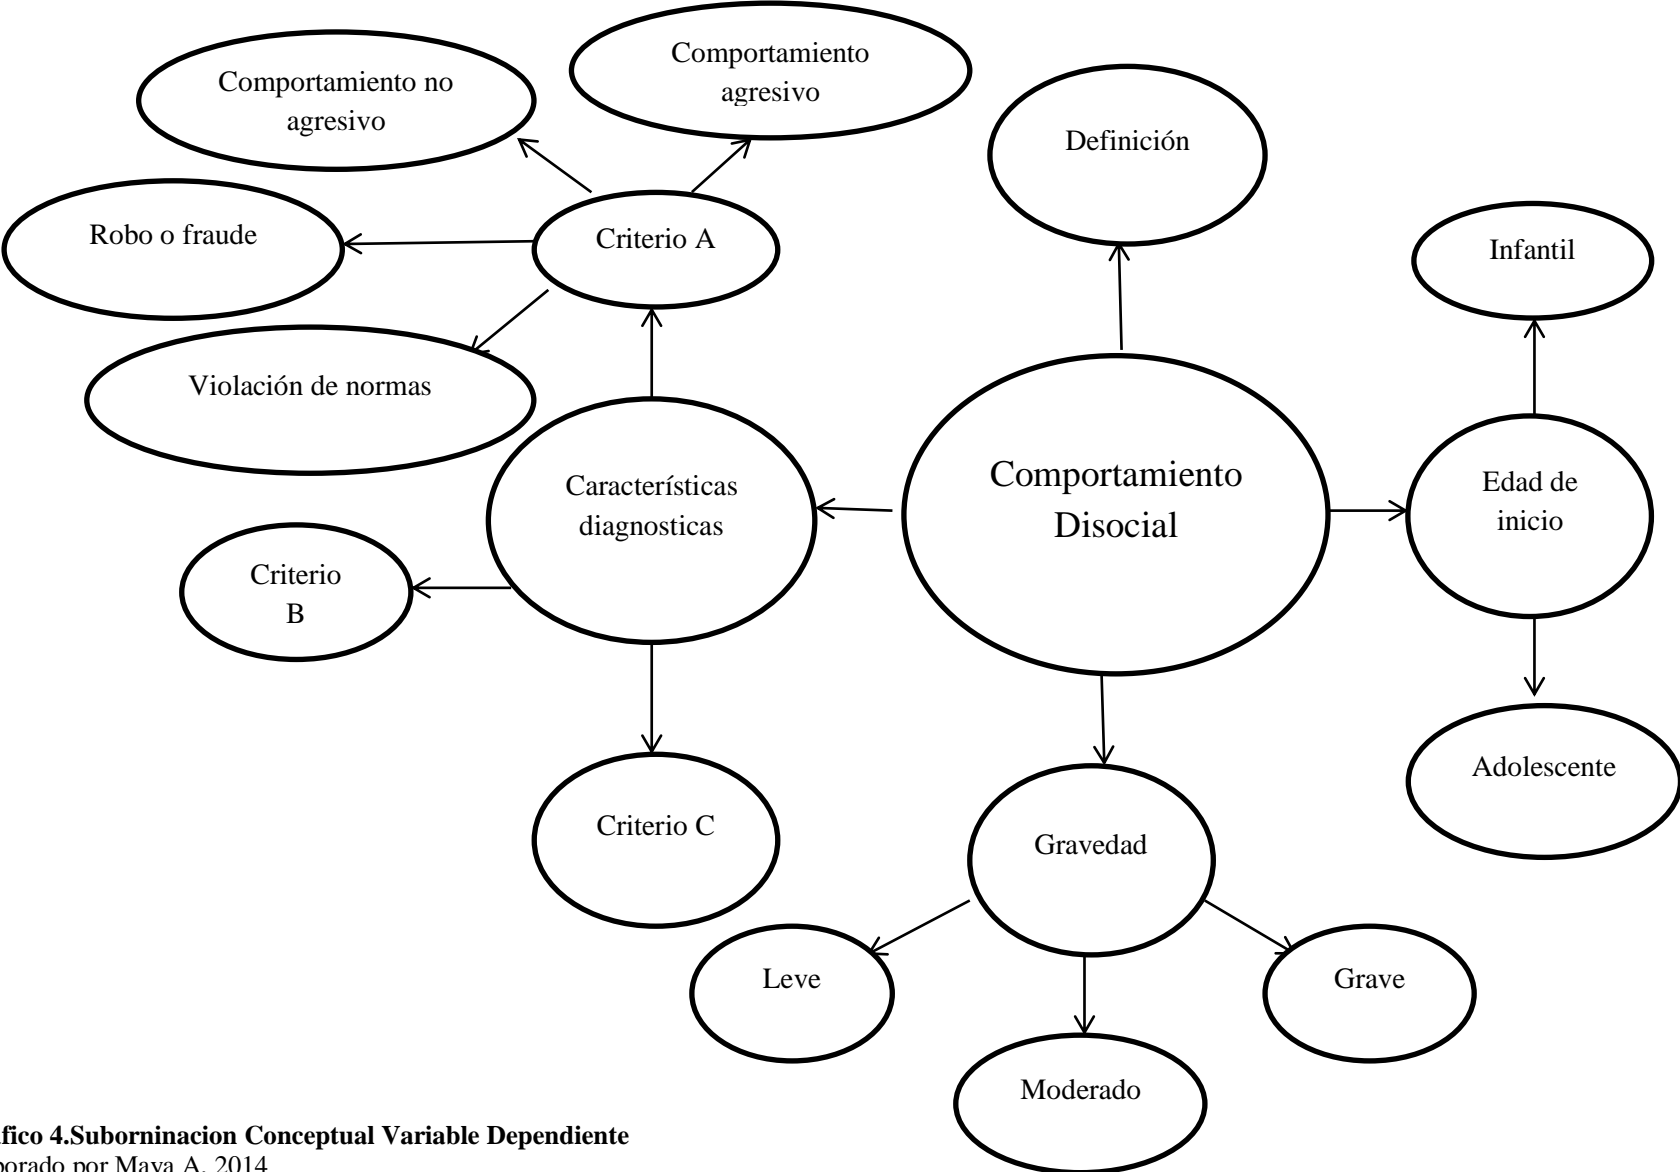 Comportamiento
agresivo
Comportamiento no
agresivo
Definición
Robo o fraude
Criterio A
Infantil
Violación de normas
Comportamiento
Disocial
Características
diagnosticas
Edad de
inicio
Criterio
B
Adolescente
Criterio C
Gravedad
Leve
Grave
Moderado
fico 4.Suborninacion Conceptual Variable Dependiente
borado por Maya A. 2014